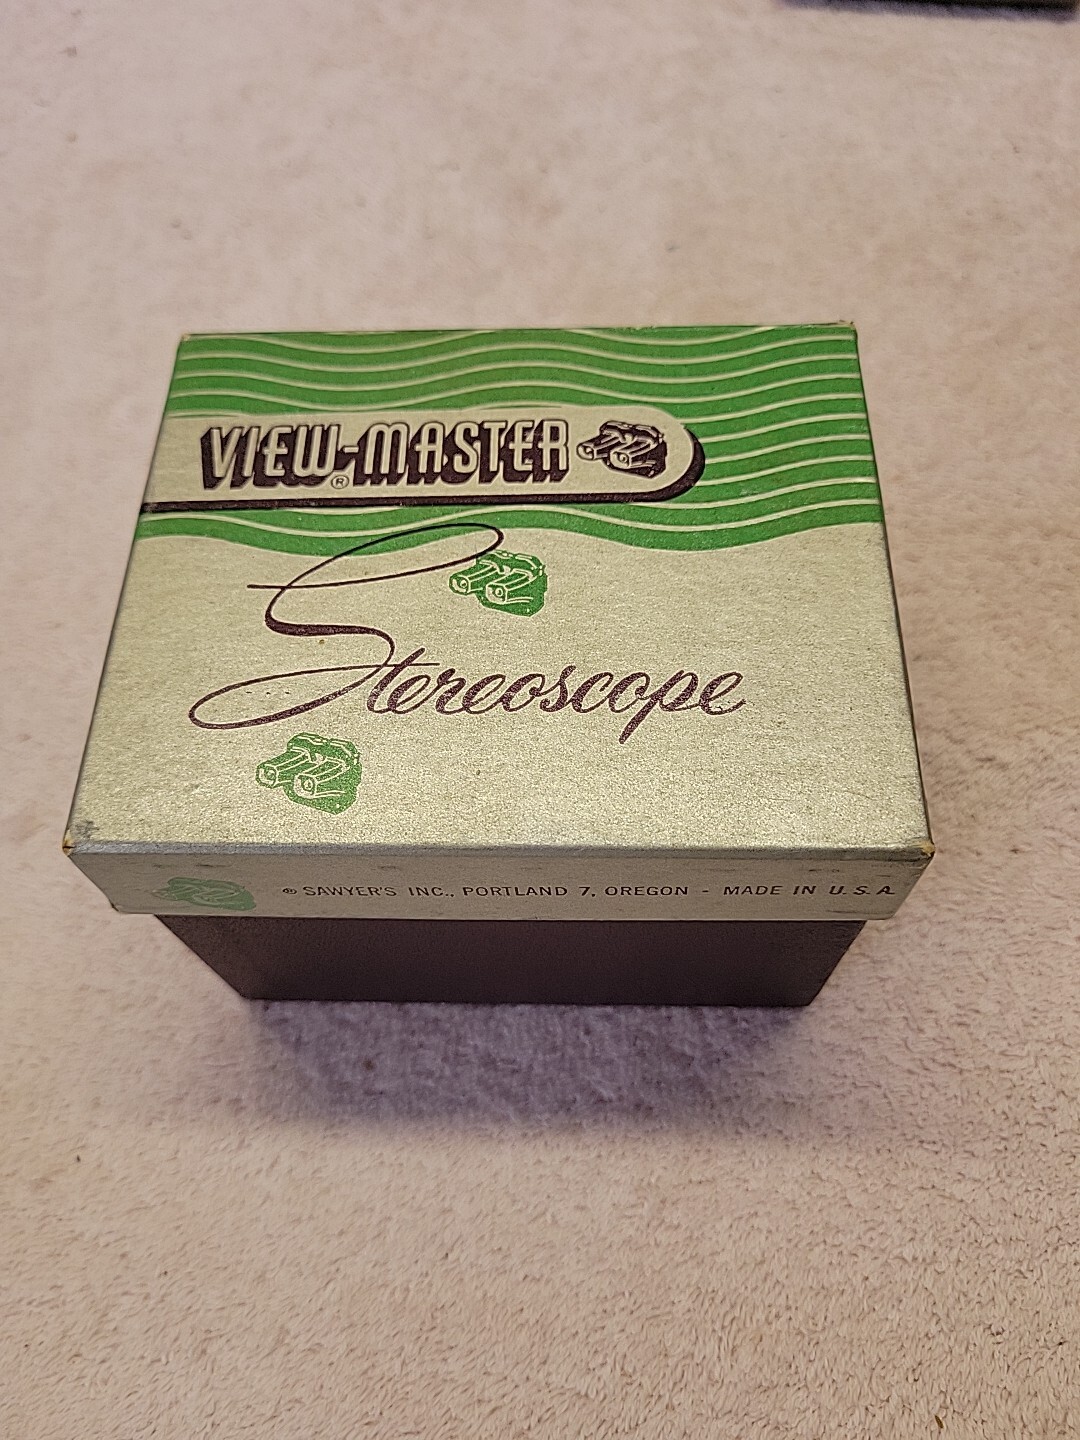 VIEW-MASTER
®
Stereoscope
® SAWYER'S INC., PORTLAND 7, OREGON - MADE IN U.S.A.